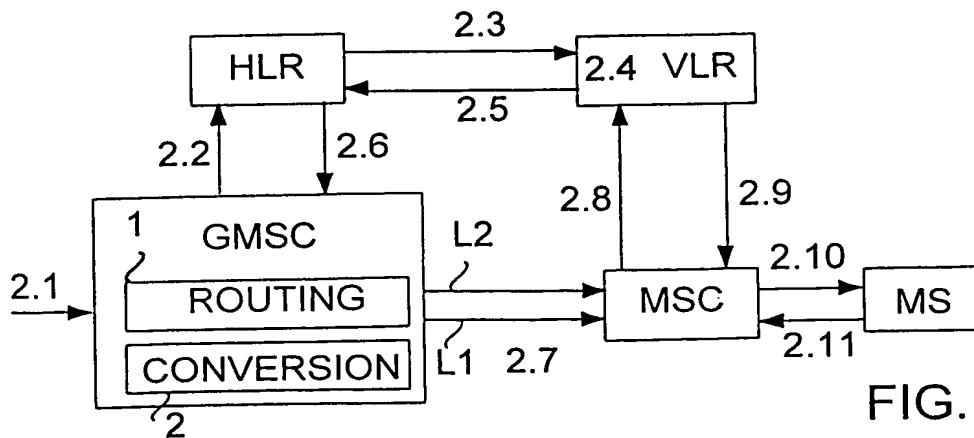 2.3
HLR
2.4 VLR
2.5
2.2
2.6
2.8
2.9
1
GMSC
L2
2.10
2.1
ROUTING
MSC
MS
CONVERSION
L1
2.7
2.11
2
FIG.